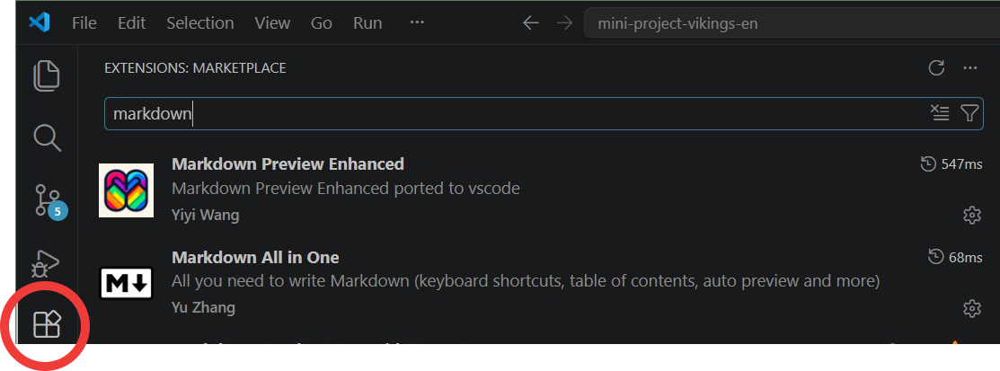 File Edit Selection View Go Run ··· mini-project-vikings-en
EXTENSIONS: MARKETPLACE
markdown
Markdown Preview Enhanced 547ms
Markdown Preview Enhanced ported to vscode
Yiyi Wang
5
Markdown All in One 68ms
M
All you need to write Markdown (keyboard shortcuts, table of contents, auto preview and more)
Yu Zhang